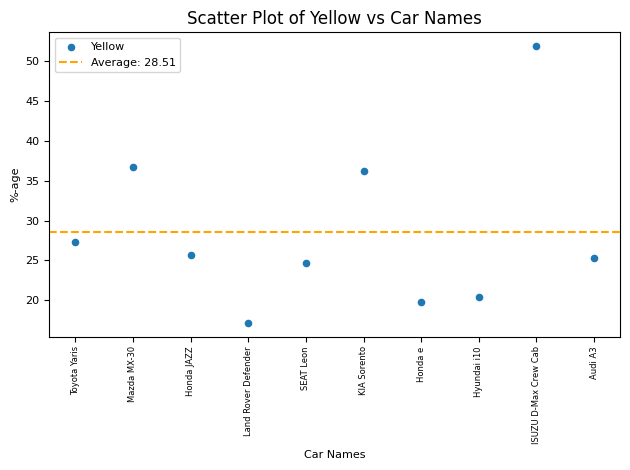 Scatter Plot of Yellow vs Car Names
Yellow
Average: 28.51
50
45
40
35
30
25
20
%-age
Toyota Yaris
Mazda MX-30
Honda JAZZ
Land Rover Defender
SEAT Leon
KIA Sorento
Honda e
Hyundai i10
ISUZU D-Max Crew Cab
Audi A3
Car Names